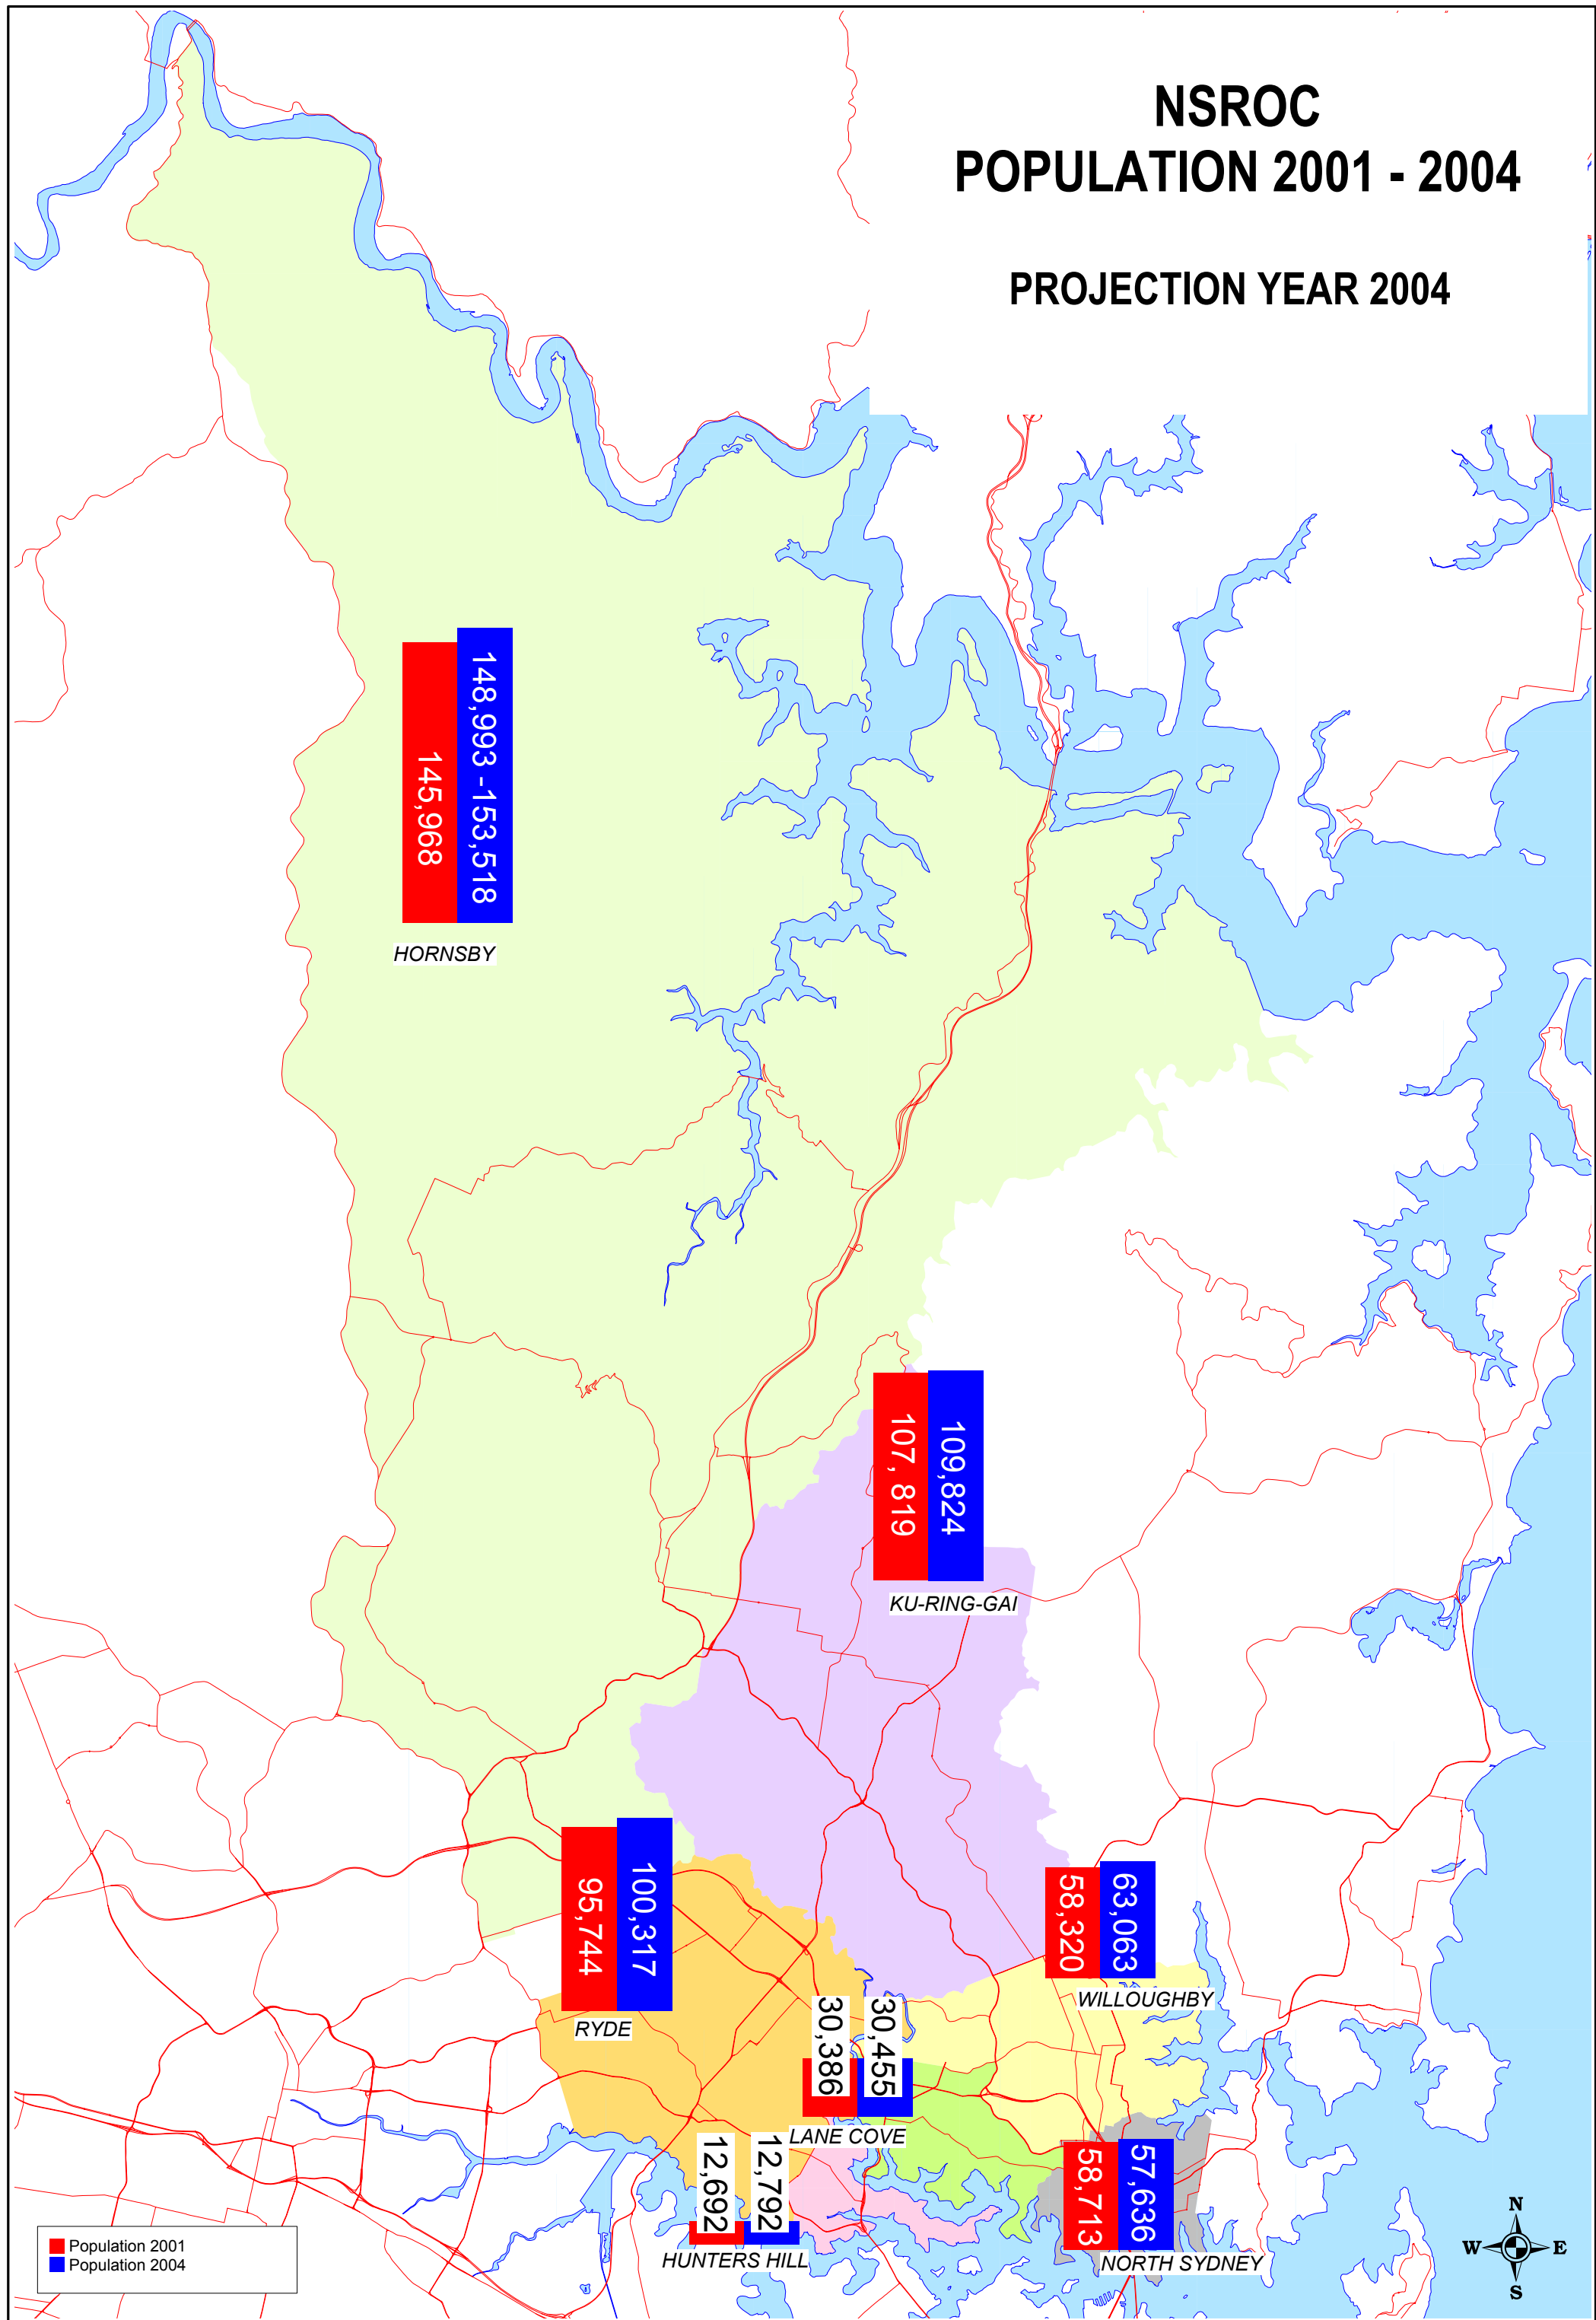 NSROC
POPULATION 2001 - 2004
PROJECTION YEAR 2004
145,968
148,993 -153,518
HORNSBY
107, 819
109,824
KU-RING-GAI
95,744
100,317
RYDE
58,320
63,063
WILLOUGHBY
30,386
30,455
LANE COVE
12,692
12,792
HUNTERS HILL
58,713
57,636
NORTH SYDNEY
Population 2001
Population 2004
N
W E
S